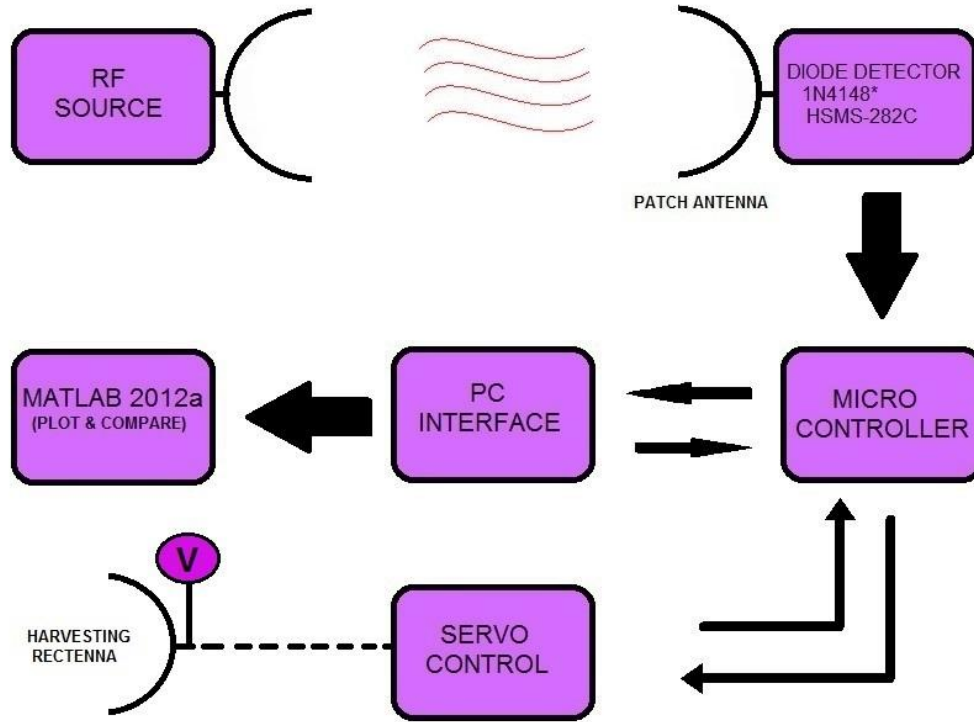 RF
SOURCE
DIODE DETECTOR
1N4148*
HSMS-282C
PATCH ANTENNA
MATLAB 2012a
(PLOT & COMPARE)
PC
INTERFACE
MICRO
CONTROLLER
V
HARVESTING
RECTENNA
SERVO
CONTROL